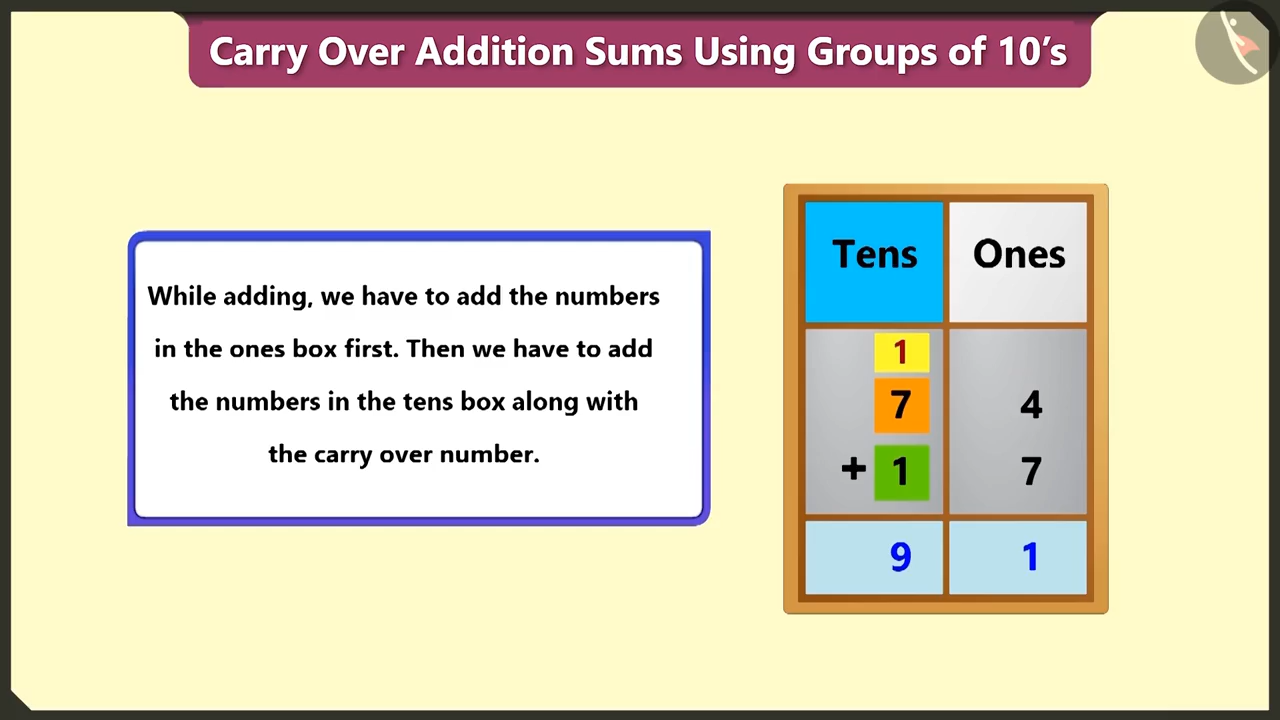 Carry Over Addition Sums Using Groups of 10’s
While adding, we have to add the numbers
in the ones box first. Then we have to add
the numbers in the tens box along with
the carry over number.
Tens Ones
1
7 4
+ 1 7
9 1